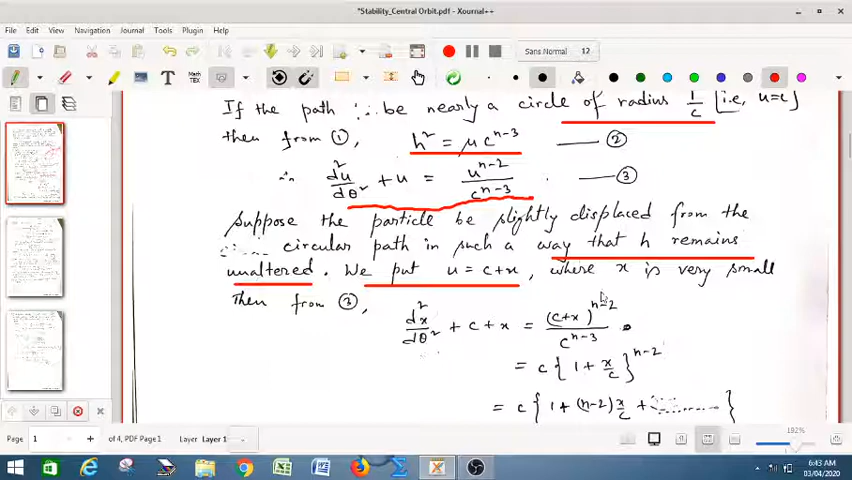 *Stability_Central Orbit.pdf - Xournal++
File Edit View Navigation Journal Tools Plugin Help
T Math TEX Sans Normal 12
If the path be nearly a circle of radius 1/c [i.e, u=c]
then from ①, h² = μc^(n-3) —— ②
∴ d²u/dθ² + u = u^(n-2)/c^(n-3) . —— ③
Suppose the particle be slightly displaced from the
circular path in such a way that h remains
unaltered. We put u = c+x, where x is very small
then from ③, d²x/dθ² + c + x = (c+x)^(n-2)/c^(n-3)
= c{1 + x/c}^(n-2)
= c{1 + (n-2)x/c + ........}
Page 1 of 4, PDF Page1 Layer Layer 1 192%
6:43 AM
03/04/2020